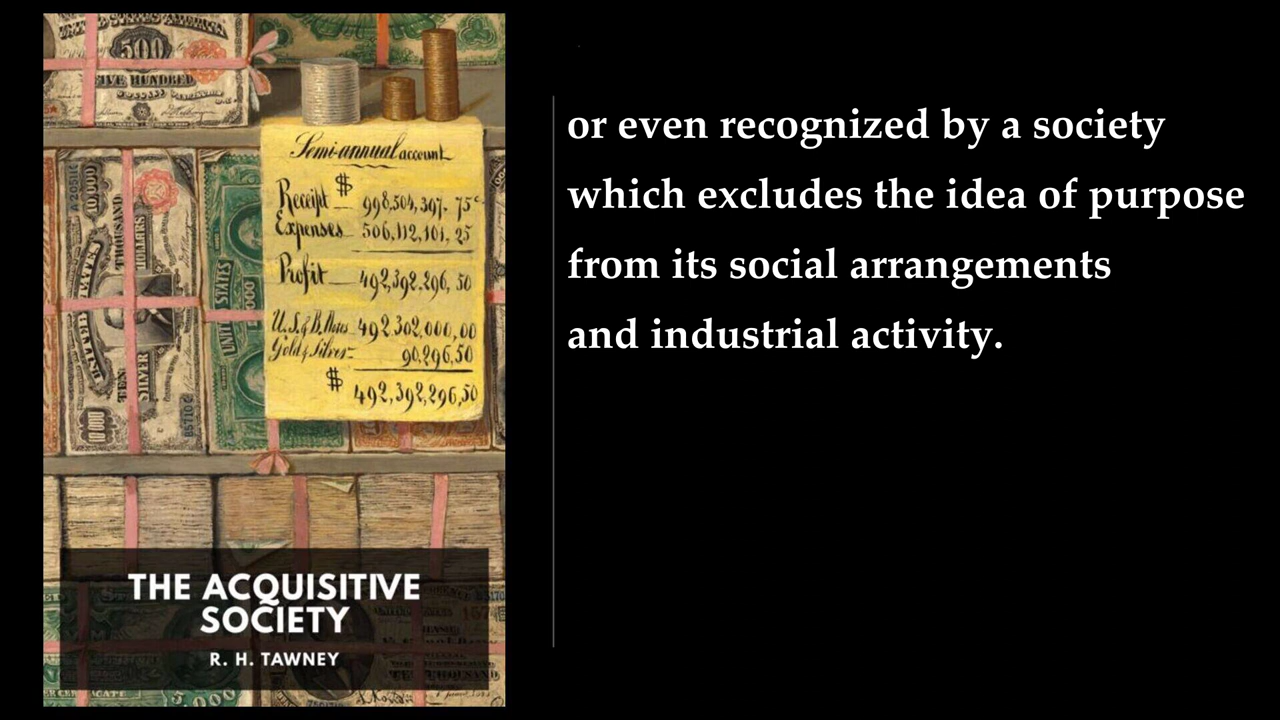 500
FIVE HUNDRED
Semi-annual account
$
Receipt 998,504,397. 75c
Expenses 506,112,101, 25
Profit 492,392,296, 50
U.S. & B. Notes 492.302,000,00
Gold & Silver 90,296,50
$ 492,392,296,50
THE ACQUISITIVE
SOCIETY
R. H. TAWNEY
or even recognized by a society
which excludes the idea of purpose
from its social arrangements
and industrial activity.